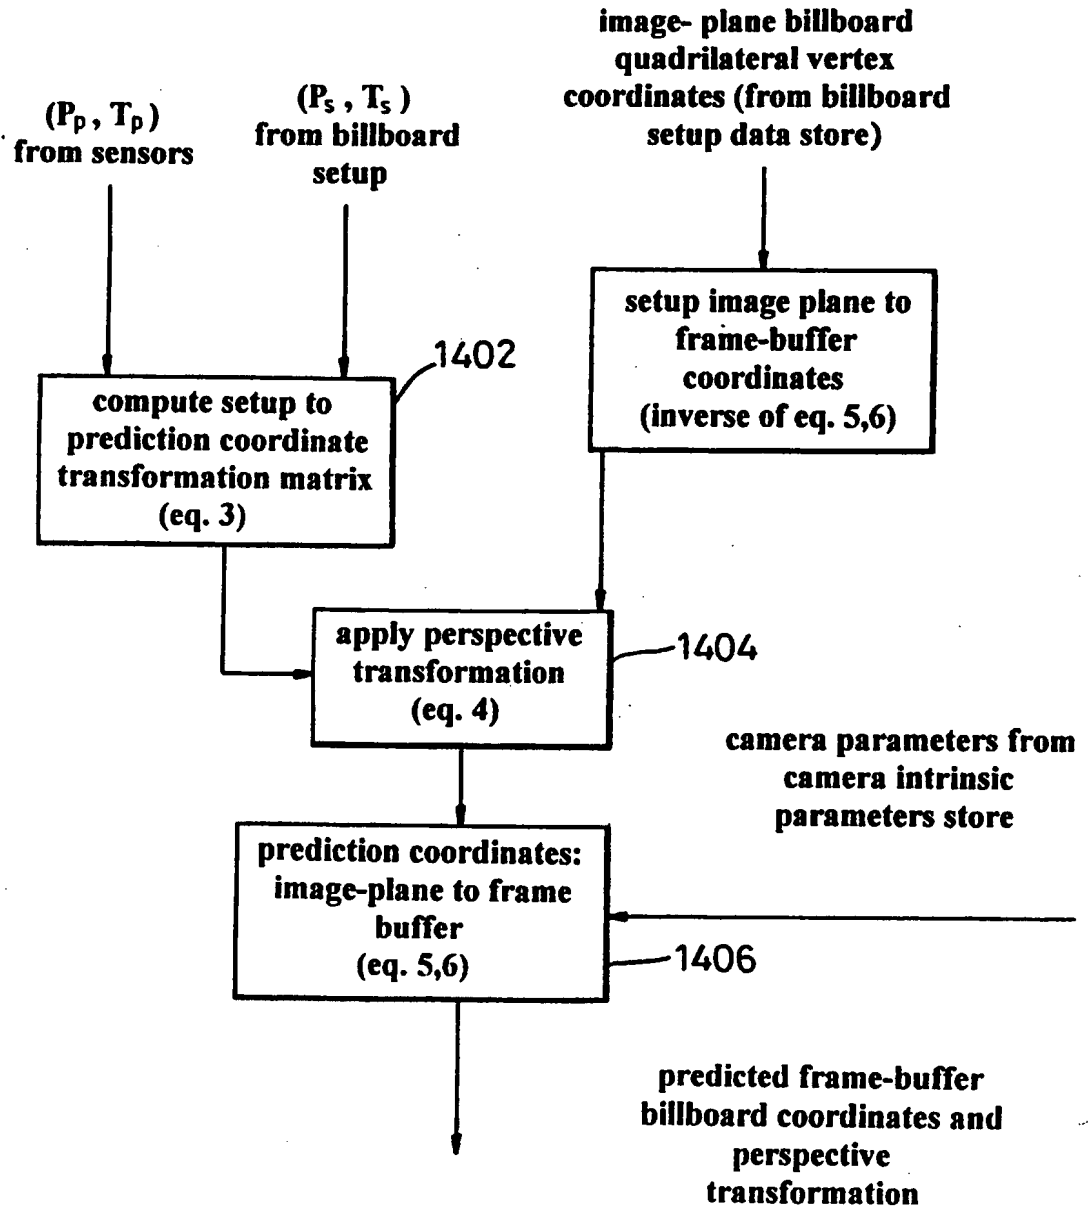 image- plane billboard
quadrilateral vertex
coordinates (from billboard
setup data store)
(Pp , Tp)
from sensors
(Ps , Ts )
from billboard
setup
setup image plane to
frame-buffer
coordinates
(inverse of eq. 5,6)
1402
compute setup to
prediction coordinate
transformation matrix
(eq. 3)
apply perspective
transformation
(eq. 4)
1404
camera parameters from
camera intrinsic
parameters store
prediction coordinates:
image-plane to frame
buffer
(eq. 5,6)
1406
predicted frame-buffer
billboard coordinates and
perspective
transformation